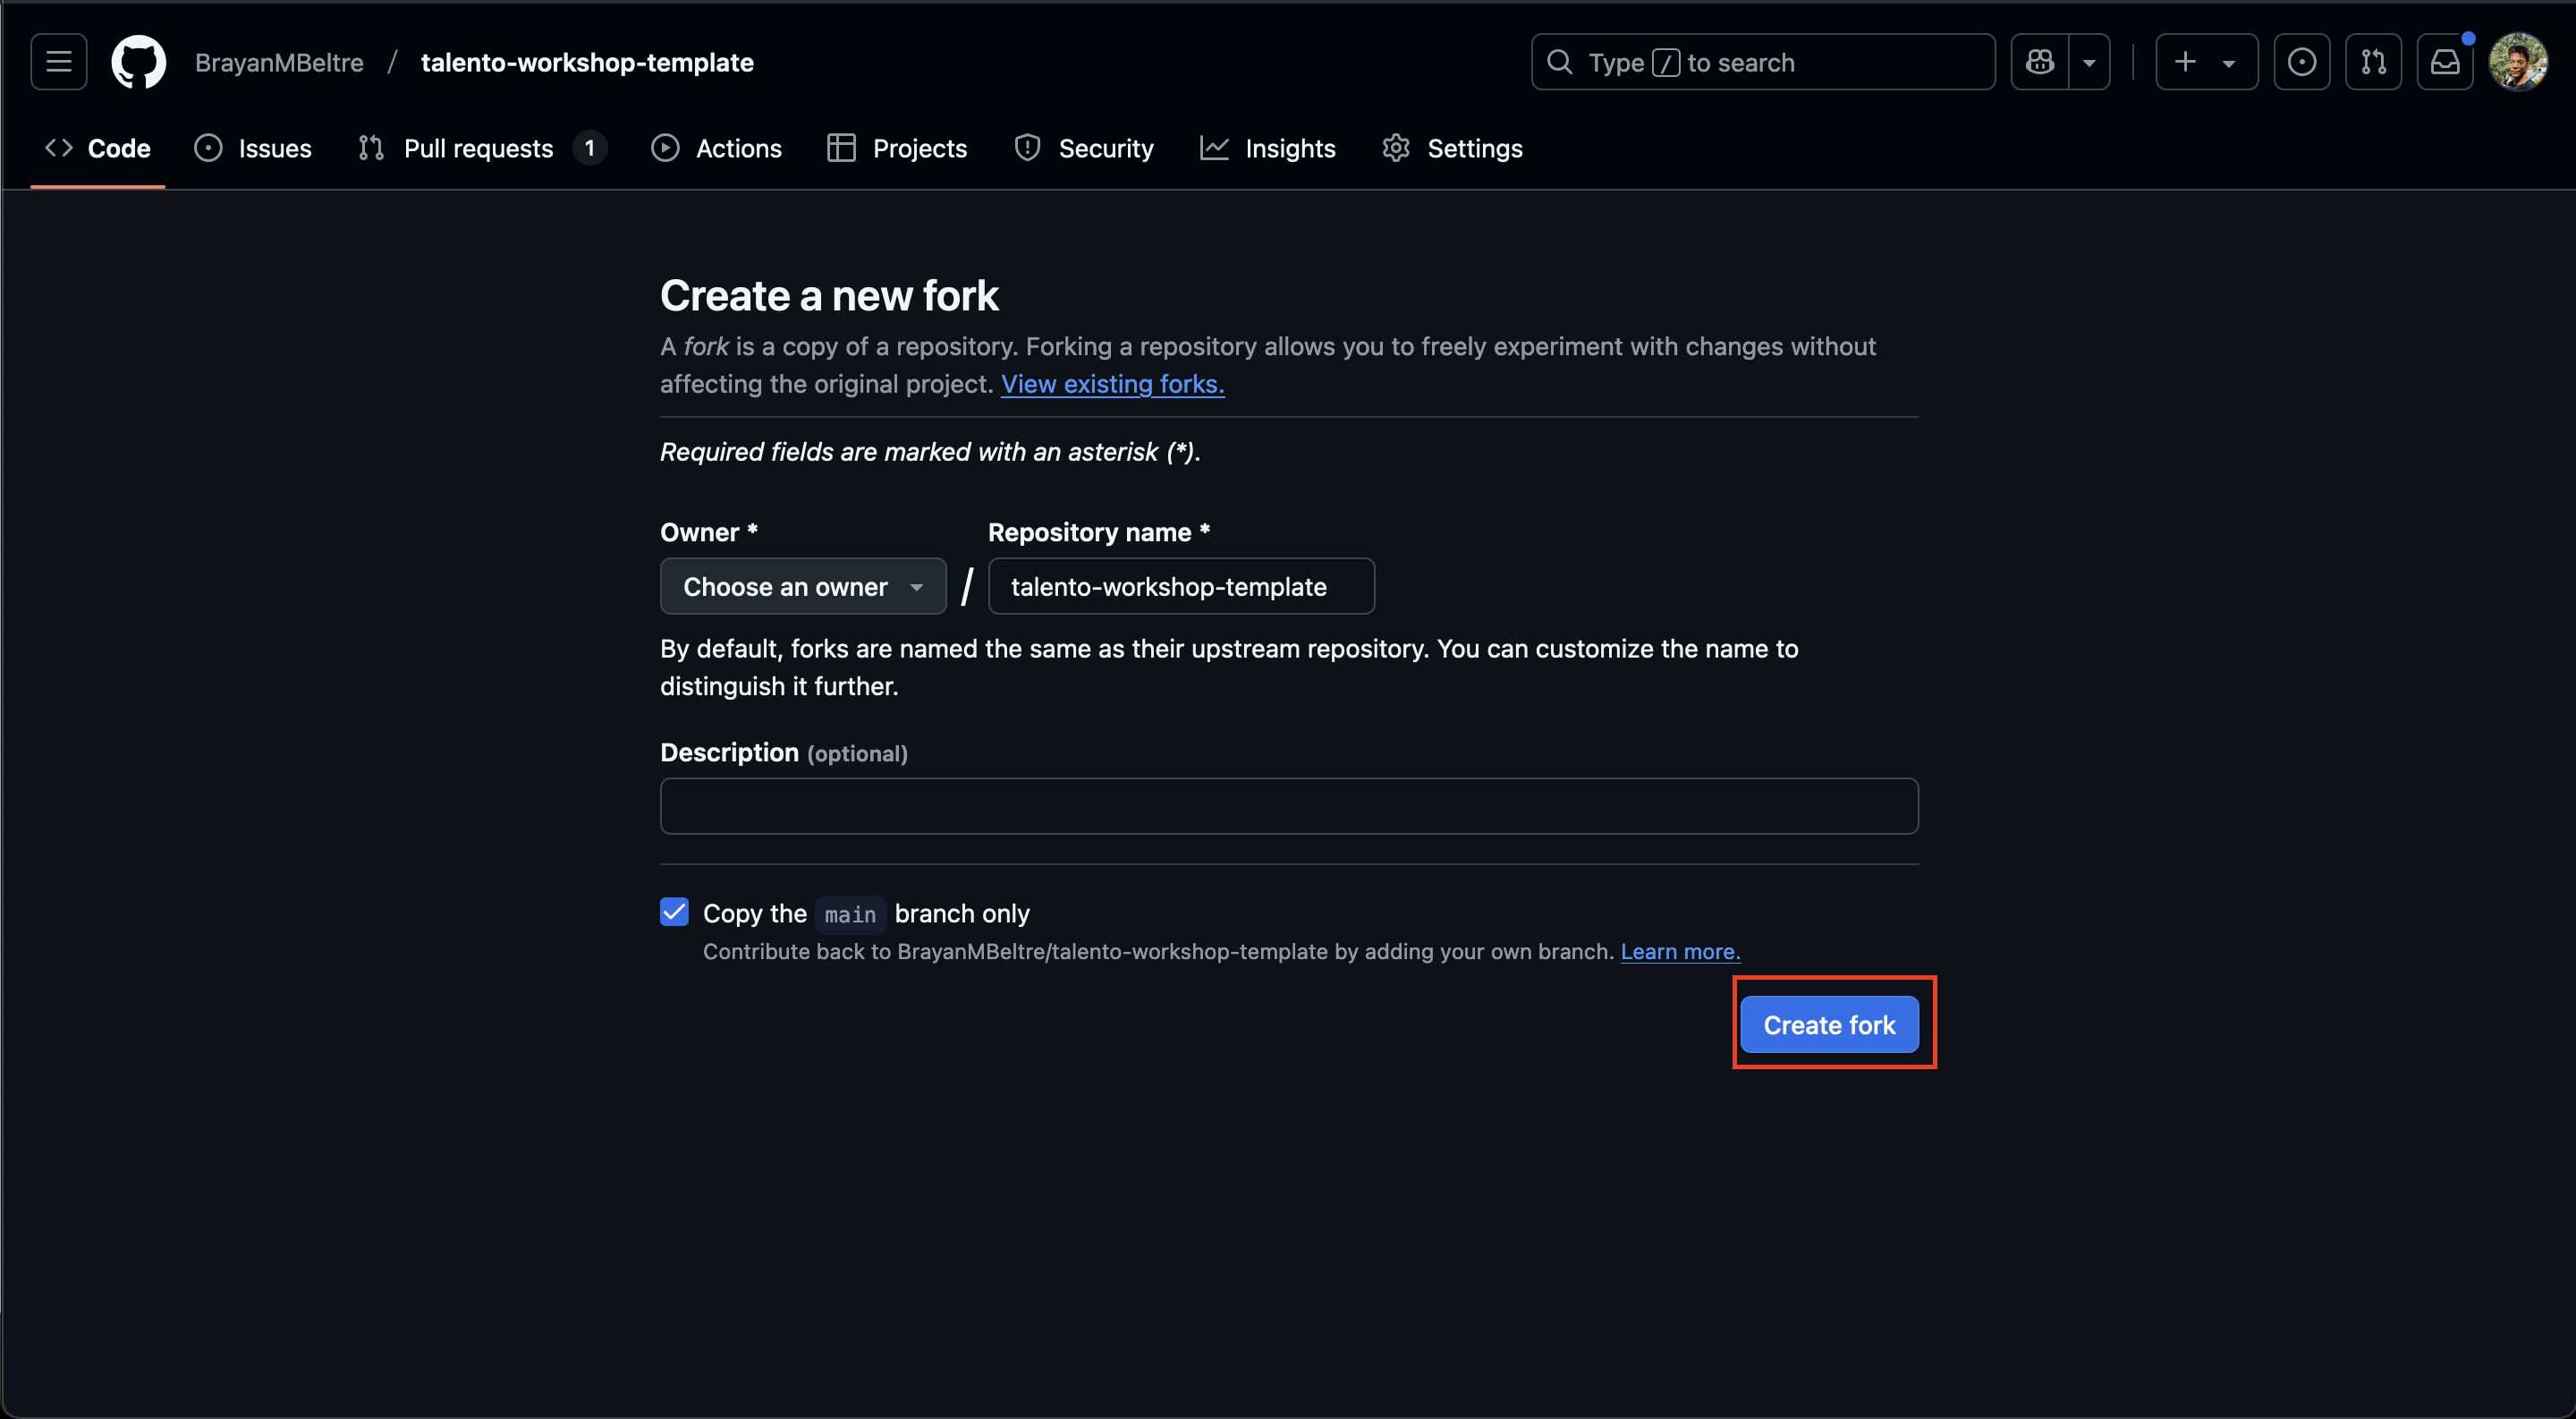 BrayanMBeltre / talento-workshop-template
Type / to search
Code Issues Pull requests 1 Actions Projects Security Insights Settings
Create a new fork
A fork is a copy of a repository. Forking a repository allows you to freely experiment with changes without
affecting the original project. View existing forks.
Required fields are marked with an asterisk (*).
Owner * Repository name *
Choose an owner / talento-workshop-template
By default, forks are named the same as their upstream repository. You can customize the name to
distinguish it further.
Description (optional)
Copy the main branch only
Contribute back to BrayanMBeltre/talento-workshop-template by adding your own branch. Learn more.
Create fork